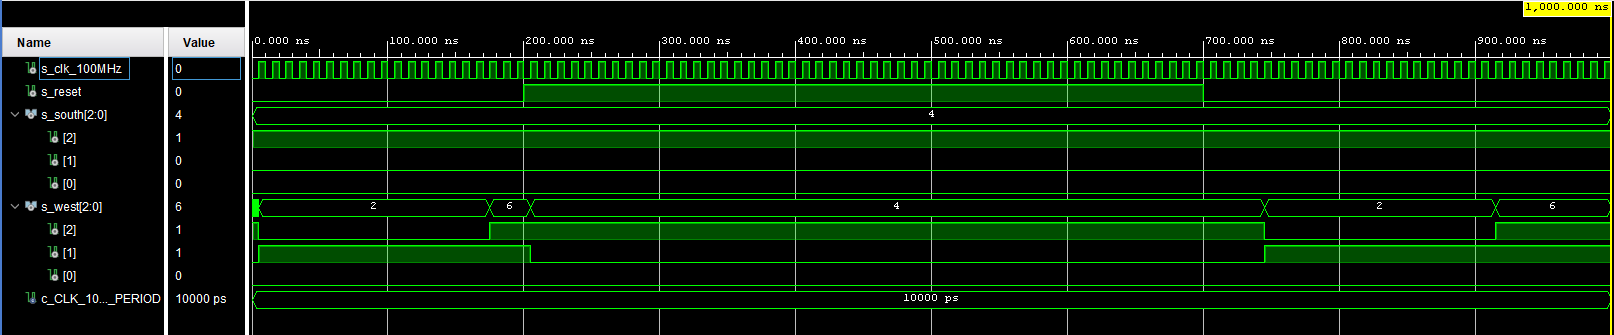 1,000.000 ns
Name Value
0.000 ns 100.000 ns 200.000 ns 300.000 ns 400.000 ns 500.000 ns 600.000 ns 700.000 ns 800.000 ns 900.000 ns
s_clk_100MHz 0
s_reset 0
s_south[2:0] 4 4
[2] 1
[1] 0
[0] 0
s_west[2:0] 6 2 6 4 2 6
[2] 1
[1] 1
[0] 0
c_CLK_10..._PERIOD 10000 ps 10000 ps